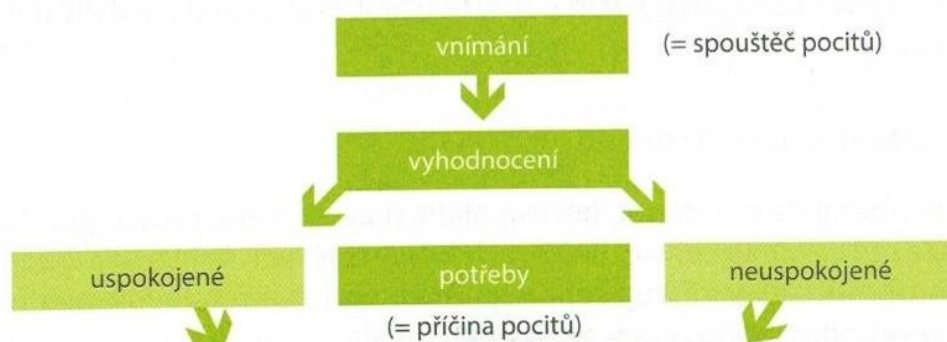 vnímání (= spouštěč pocitů)
vyhodnocení
uspokojené potřeby neuspokojené
(= příčina pocitů)